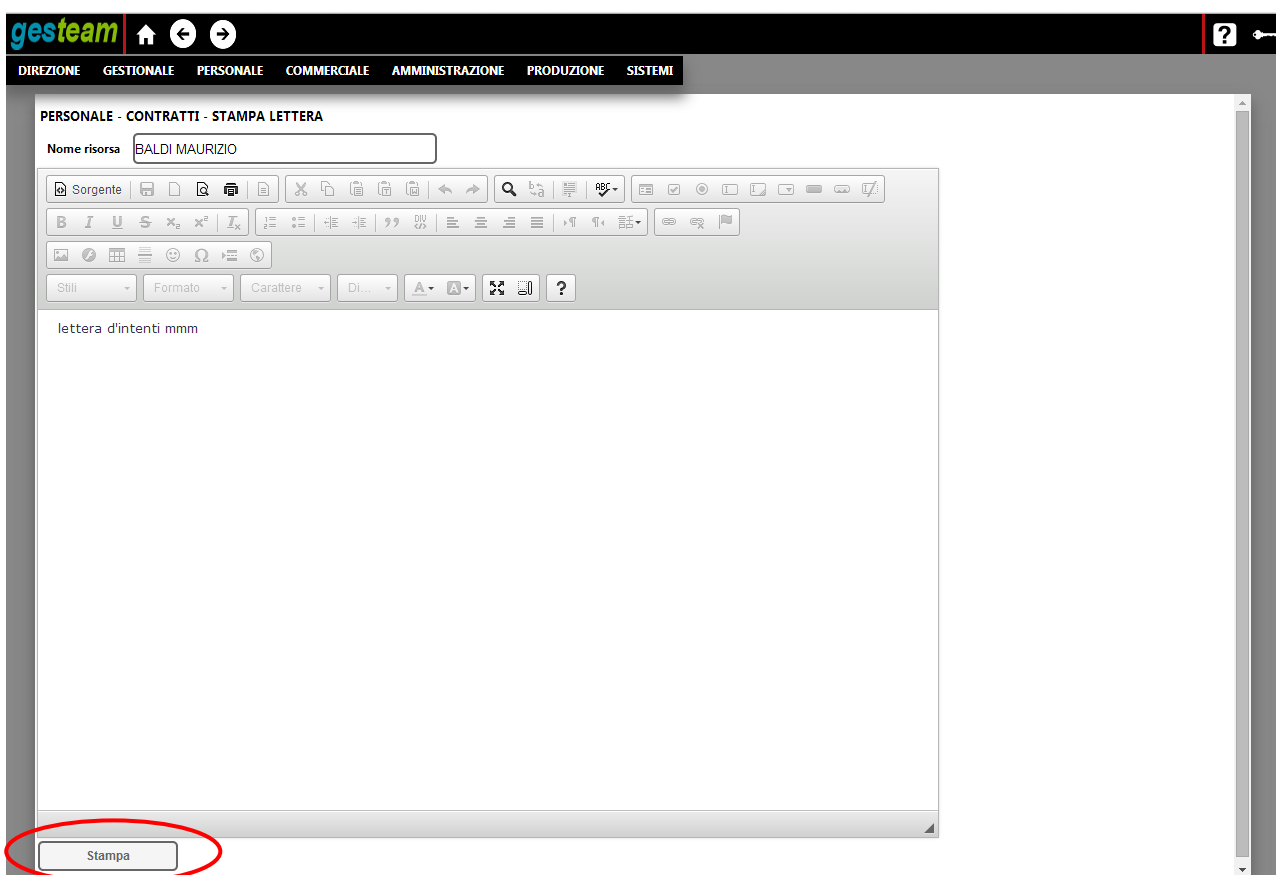 gesteam
DIREZIONE GESTIONALE PERSONALE COMMERCIALE AMMINISTRAZIONE PRODUZIONE SISTEMI
PERSONALE - CONTRATTI - STAMPA LETTERA
Nome risorsa BALDI MAURIZIO
Sorgente
Stili Formato Carattere Di...
lettera d'intenti mmm
Stampa